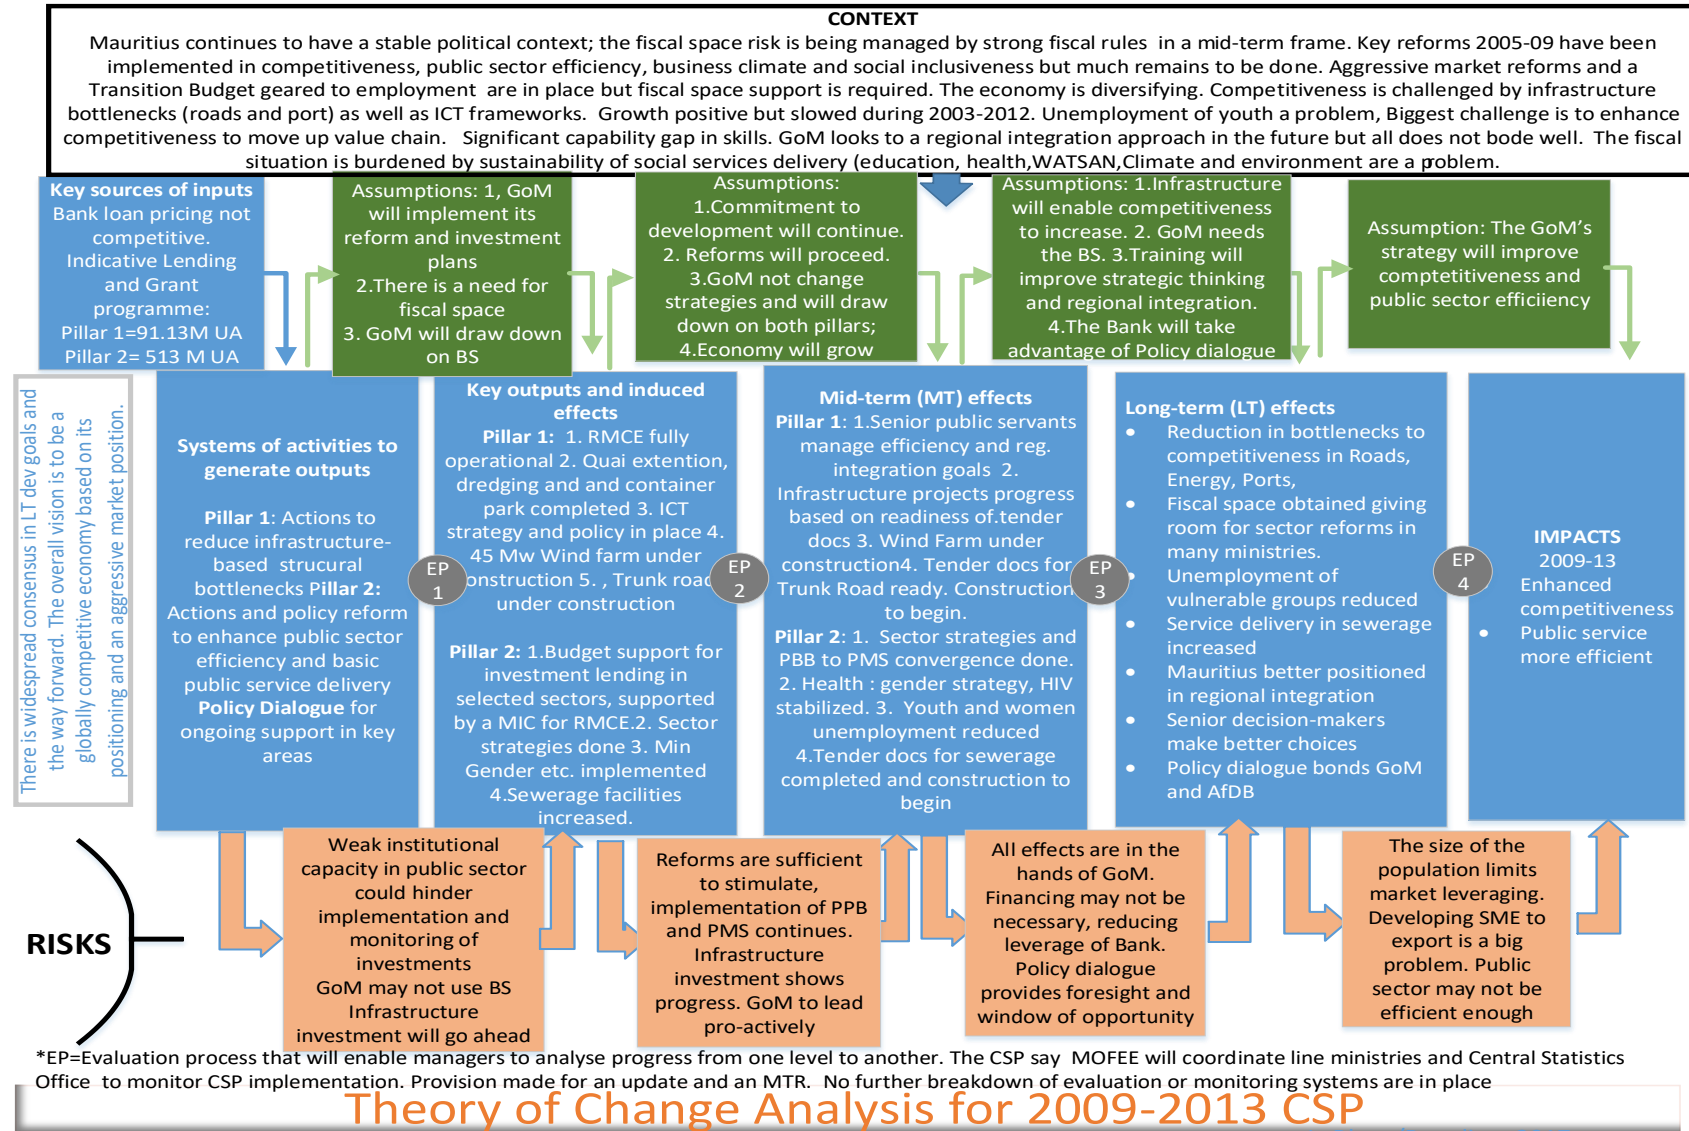 CONTEXT
Mauritius continues to have a stable political context; the fiscal space risk is being managed by strong fiscal rules in a mid-term frame. Key reforms 2005-09 have been
implemented in competitiveness, public sector efficiency, business climate and social inclusiveness but much remains to be done. Aggressive market reforms and a
Transition Budget geared to employment are in place but fiscal space support is required. The economy is diversifying. Competitiveness is challenged by infrastructure
bottlenecks (roads and port) as well as ICT frameworks. Growth positive but slowed during 2003-2012. Unemployment of youth a problem, Biggest challenge is to enhance
competitiveness to move up value chain. Significant capability gap in skills. GoM looks to a regional integration approach in the future but all does not bode well. The fiscal
situation is burdened by sustainability of social services delivery (education, health,WATSAN,Climate and environment are a problem.
Key sources of inputs
Bank loan pricing not
competitive.
Indicative Lending
and Grant
programme:
Pillar 1=91.13M UA
Pillar 2= 513 M UA
Assumptions: 1, GoM
will implement its
reform and investment
plans
2.There is a need for
fiscal space
3. GoM will draw down
on BS
Assumptions:
1.Commitment to
development will continue.
2. Reforms will proceed.
3.GoM not change
strategies and will draw
down on both pillars;
4.Economy will grow
Assumptions: 1.Infrastructure
will enable competitiveness
to increase. 2. GoM needs
the BS. 3.Training will
improve strategic thinking
and regional integration.
4.The Bank will take
advantage of Policy dialogue
Assumption: The GoM's
strategy will improve
comptetitiveness and
public sector efficiiency
There is widespread consensus in LT dev goals and
the way forward. The overall vision is to be a
globally competitive economy based on its
positioning and an aggressive market position.
Systems of activities to
generate outputs
Pillar 1: Actions to
reduce infrastructure-
based strucural
bottlenecks Pillar 2:
Actions and policy reform
to enhance public sector
efficiency and basic
public service delivery
Policy Dialogue for
ongoing support in key
areas
EP
1
Key outputs and induced
effects
Pillar 1: 1. RMCE fully
operational 2. Quai extention,
dredging and and container
park completed 3. ICT
strategy and policy in place 4.
45 Mw Wind farm under
onstruction 5. , Trunk road
under construction
Pillar 2: 1.Budget support for
investment lending in
selected sectors, supported
by a MIC for RMCE.2. Sector
strategies done 3. Min
Gender etc. implemented
4.Sewerage facilities
increased.
EP
2
Mid-term (MT) effects
Pillar 1: 1.Senior public servants
manage efficiency and reg.
integration goals 2.
Infrastructure projects progress
based on readiness of.tender
docs 3. Wind Farm under
construction4. Tender docs for
Trunk Road ready. Construction
to begin.
Pillar 2: 1. Sector strategies and
PBB to PMS convergence done.
2. Health : gender strategy, HIV
stabilized. 3. Youth and women
unemployment reduced
4.Tender docs for sewerage
completed and construction to
begin
EP
3
Long-term (LT) effects
• Reduction in bottlenecks to
competitiveness in Roads,
Energy, Ports,
• Fiscal space obtained giving
room for sector reforms in
many ministries.
• Unemployment of
vulnerable groups reduced
• Service delivery in sewerage
increased
• Mauritius better positioned
in regional integration
• Senior decision-makers
make better choices
• Policy dialogue bonds GoM
and AfDB
EP
4
IMPACTS
2009-13
Enhanced
competitiveness
• Public service
more efficient
RISKS
Weak institutional
capacity in public sector
could hinder
implementation and
monitoring of
investments
GoM may not use BS
Infrastructure
investment will go ahead
Reforms are sufficient
to stimulate,
implementation of PPB
and PMS continues.
Infrastructure
investment shows
progress. GoM to lead
pro-actively
All effects are in the
hands of GoM.
Financing may not be
necessary, reducing
leverage of Bank.
Policy dialogue
provides foresight and
window of opportunity
The size of the
population limits
market leveraging.
Developing SME to
export is a big
problem. Public
sector may not be
efficient enough
*EP=Evaluation process that will enable managers to analyse progress from one level to another. The CSP say MOFEE will coordinate line ministries and Central Statistics
Office to monitor CSP implementation. Provision made for an update and an MTR. No further breakdown of evaluation or monitoring systems are in place
Theory of Change Analysis for 2009-2013 CSP